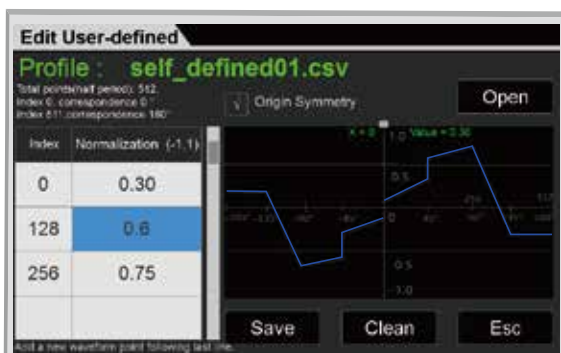 Edit User-defined
Profile : self_defined01.csv
Total points(half period): 512.
Index 0, correspondence 0°
Index 511,correspondence 180°
√ Origin Symmetry
Open
Index Normalization (-1,1)
0 0.30
128 0.6
256 0.75
X = 0 Value = 0.30
1.0
0.5
0
0.5
-1.0
Save Clean Esc
Add a new waveform point following last line.